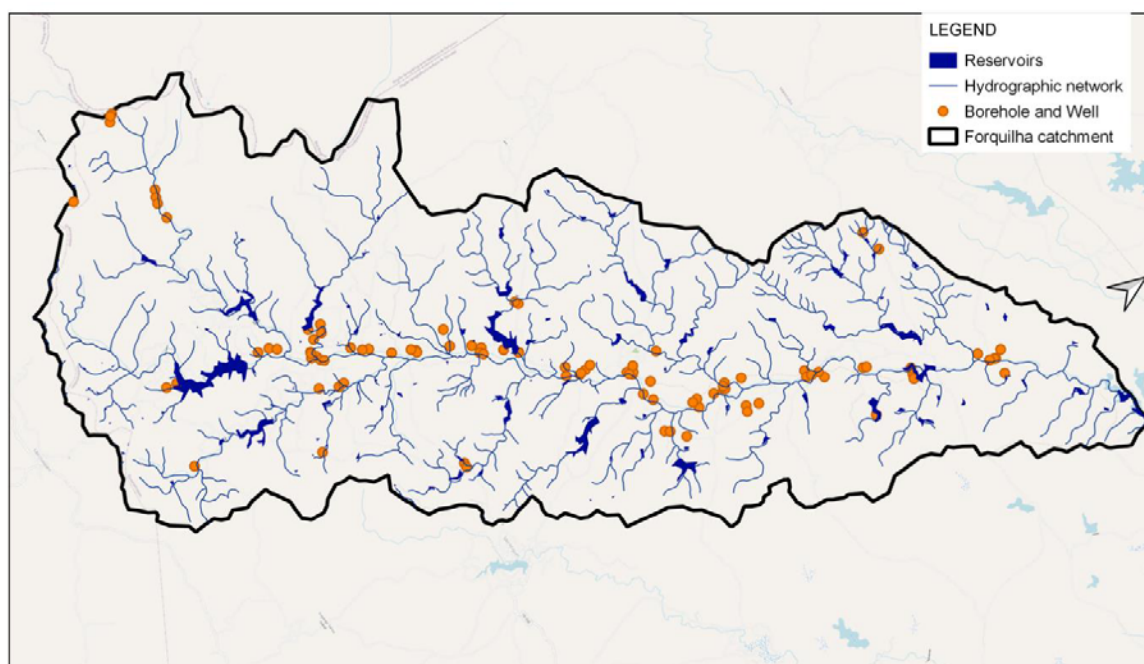 LEGEND
Reservoirs
Hydrographic network
Borehole and Well
Forquilha catchment